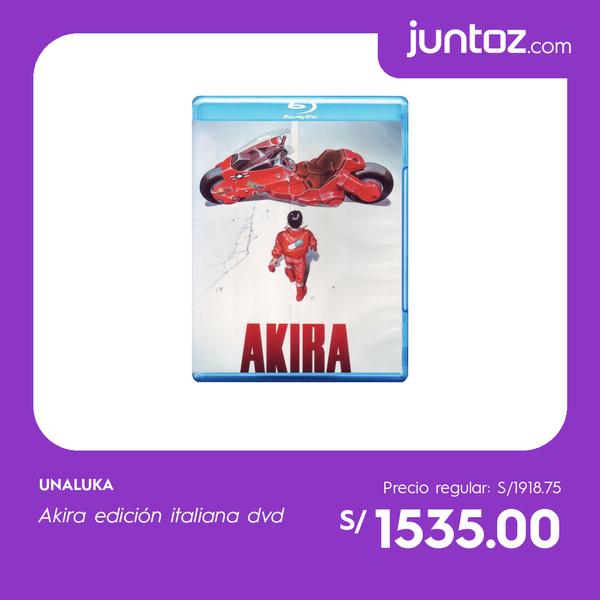 juntoz.com
Blu-ray Disc
AKIRA
UNALUKA
Akira edición italiana dvd
Precio regular: S/1918.75
S/1535.00